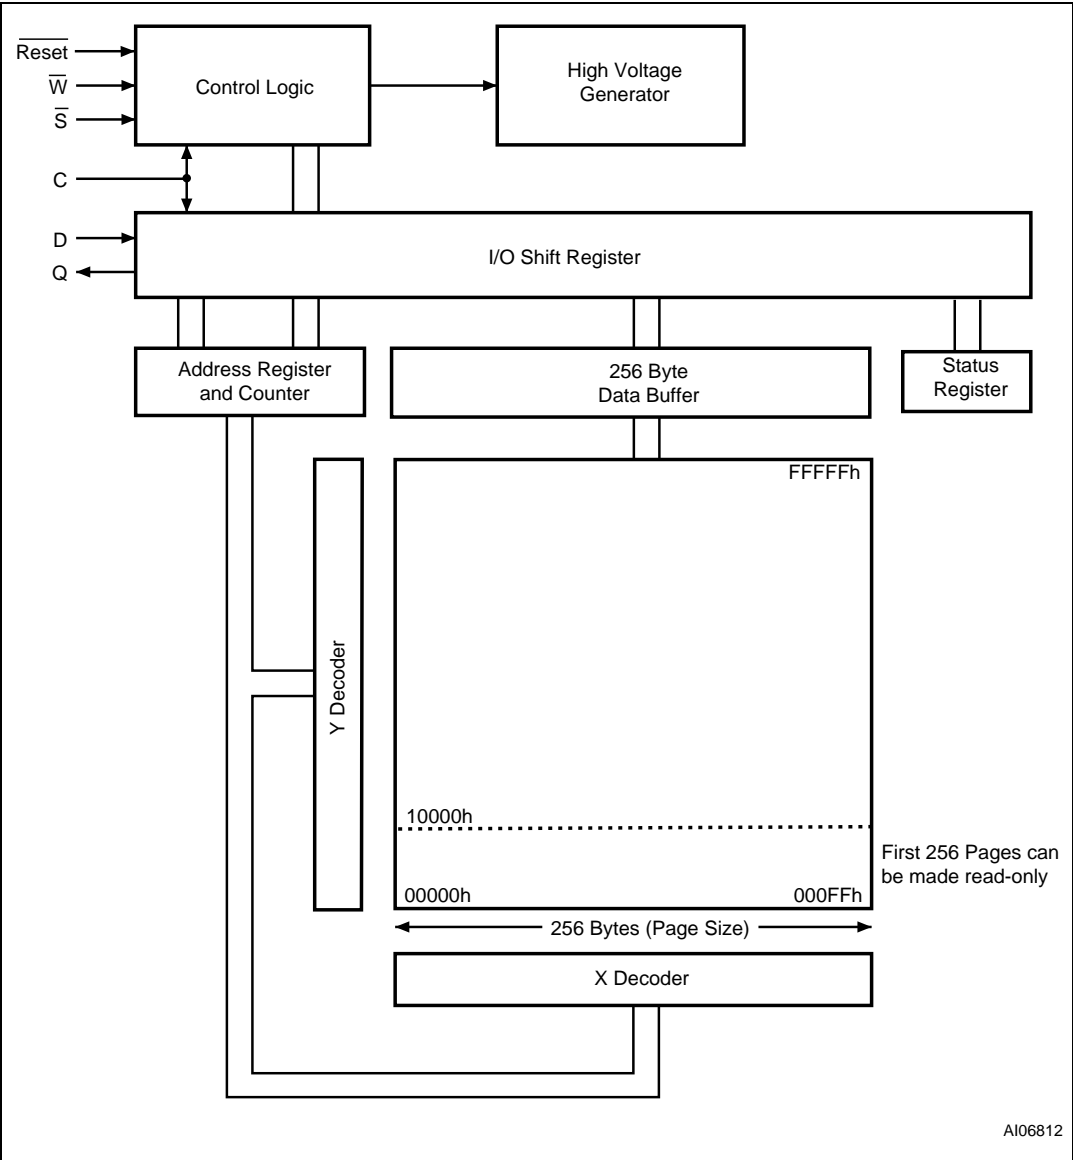 Reset
W
S
C
D
Q
Control Logic
High Voltage
Generator
I/O Shift Register
Address Register
and Counter
256 Byte
Data Buffer
Status
Register
FFFFFh
Y Decoder
10000h
First 256 Pages can
be made read-only
00000h
000FFh
256 Bytes (Page Size)
X Decoder
AI06812